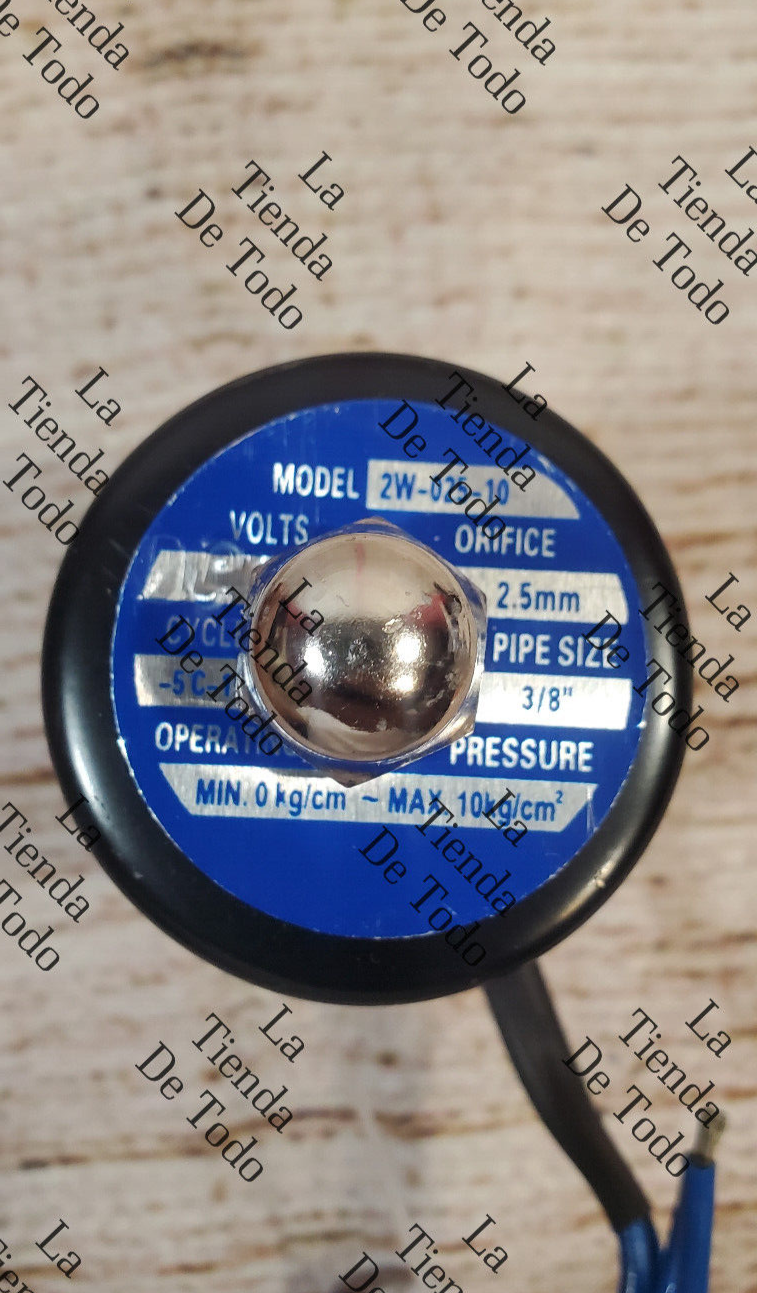 La
Tienda
De Todo
MODEL 2W-025-10
VOLTS ORIFICE
2.5mm
PIPE SIZE
-5°C-
3/8"
PRESSURE
MIN. 0 kg/cm ~ MAX. 10kg/cm²